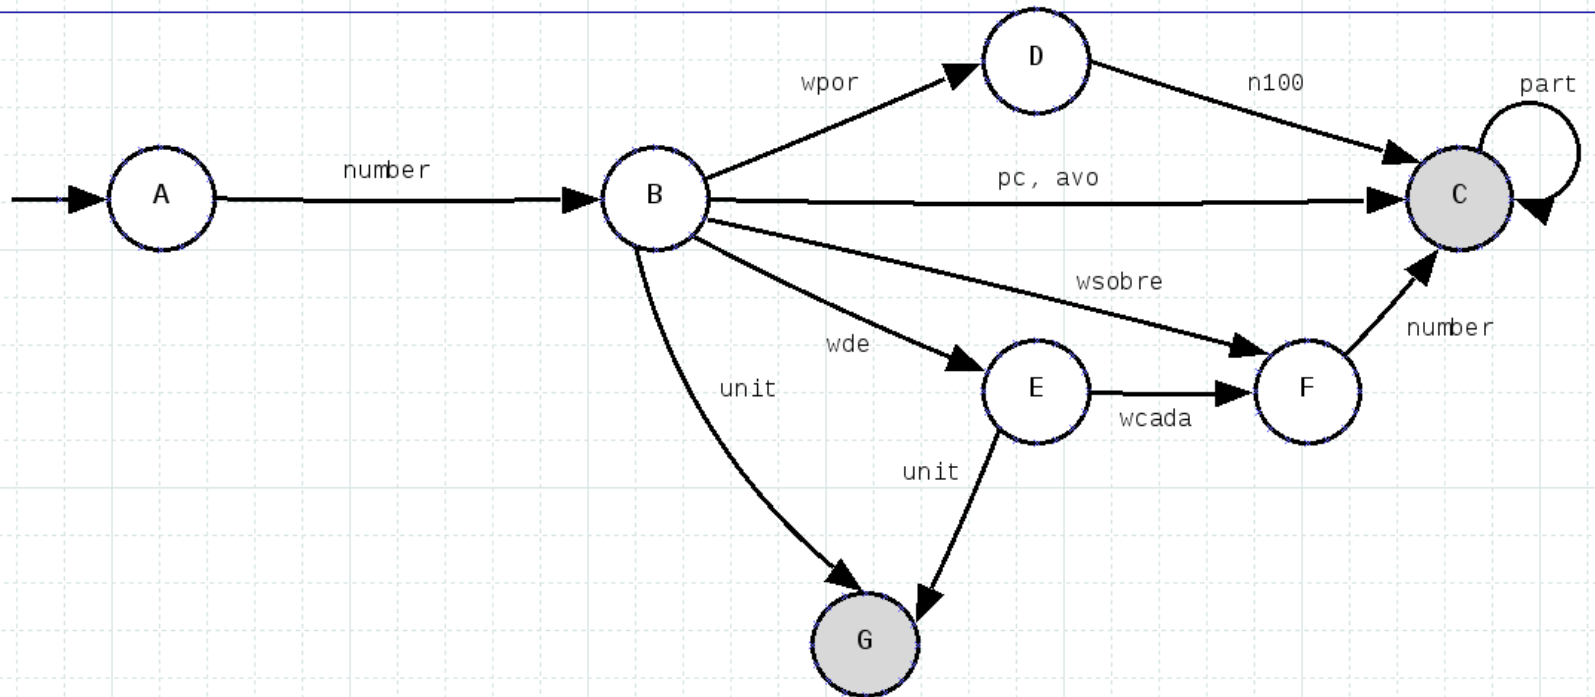 D
wpor
n100
part
A
number
B
pc, avo
C
wsobre
wde
number
unit
E
wcada
F
unit
G